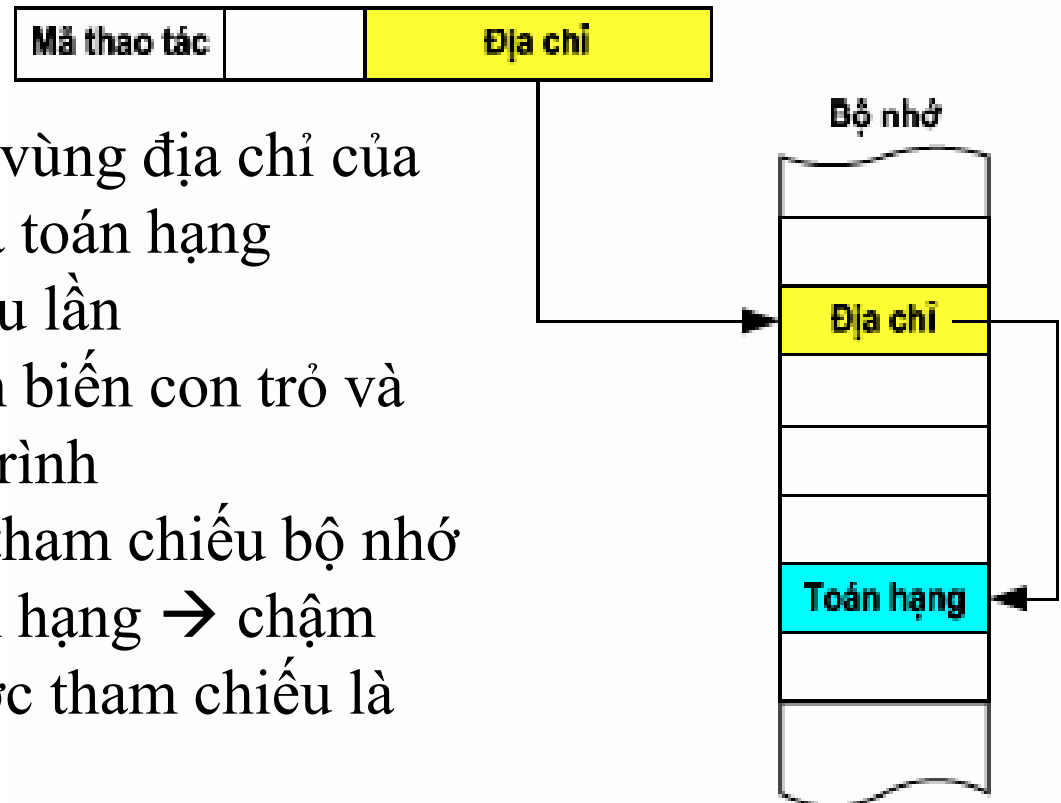 Mã thao tác
Địa chỉ
Bộ nhớ
vùng địa chỉ của
toán hạng
lần
biến con trỏ và
Địa chỉ
tham chiếu bộ nhớ
hạng → chậm
Toán hạng
tham chiếu là